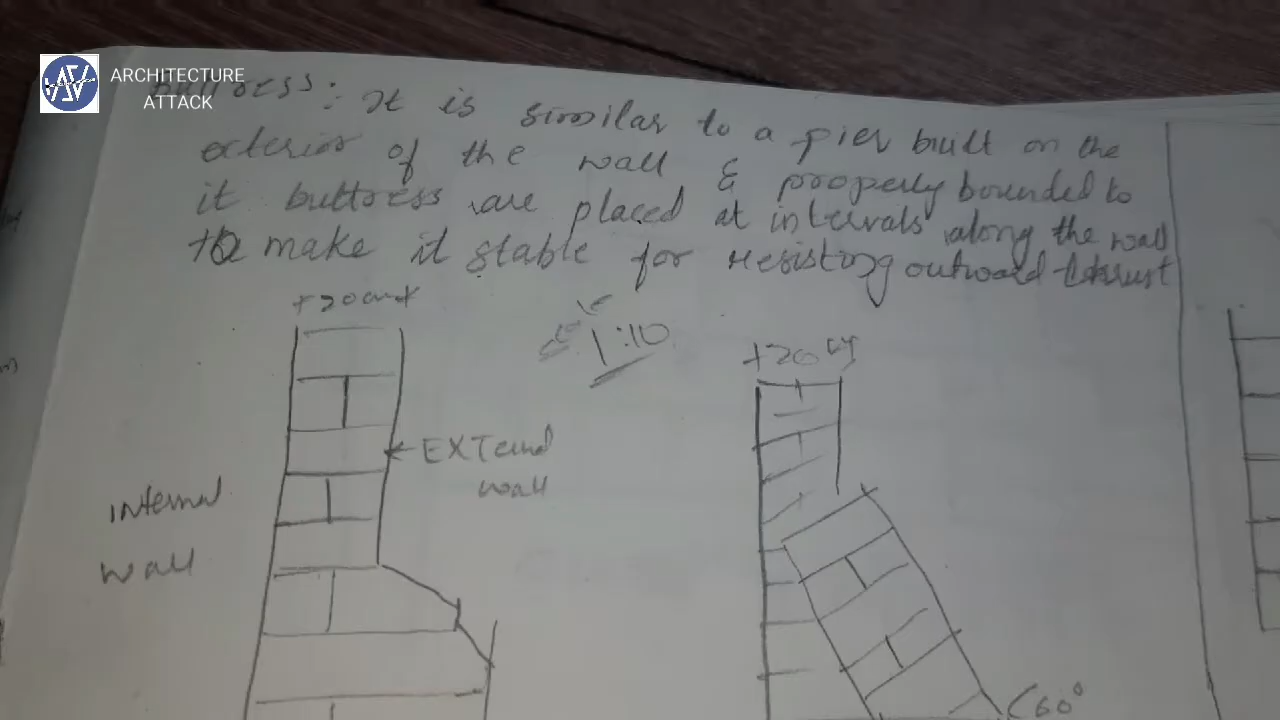 ARCHITECTURE
ATTACK
Buttress: It is similar to a pier built on the
exterior of the wall & properly bounded to
it buttress are placed at intervals along the wall
to make it stable for resisting outward thrust
20cm
1:10
20
EXTernal
wall
internal
wall
60°